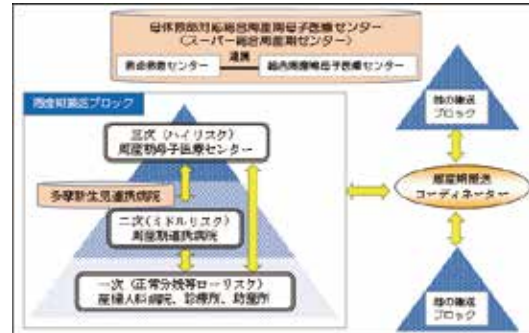 母体救命対応総合周産期母子医療センター
(スーパー総合周産期センター)
連携
救命救急センター
総合周産期母子医療センター
周産期搬送ブロック
三次(ハイリスク)
周産期母子医療センター
多摩新生児連携病院
二次(ミドルリスク)
周産期連携病院
一次(正常分娩等ローリスク)
産婦人科病院、診療所、助産所
他の搬送
ブロック
周産期搬送
コーディネーター
他の搬送
ブロック